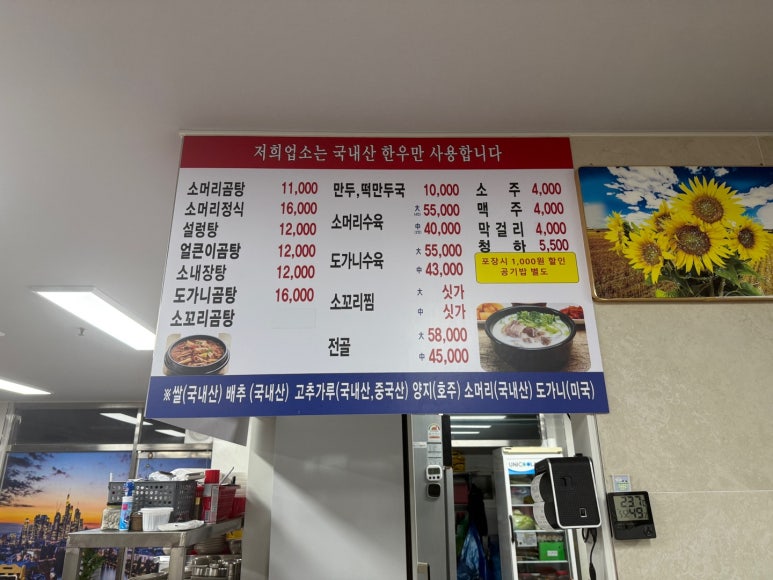 저희업소는 국내산 한우만 사용합니다
소머리곰탕 11,000
소머리정식 16,000
설렁탕 12,000
얼큰이곰탕 12,000
소내장탕 12,000
도가니곰탕 16,000
소꼬리곰탕
만두,떡만두국 10,000
소머리수육 大 55,000
中 40,000
도가니수육 大 55,000
中 43,000
소꼬리찜 大 싯가
中 싯가
전골 大 58,000
中 45,000
소 주 4,000
맥 주 4,000
막걸리 4,000
청 하 5,500
포장시 1,000원 할인
공기밥 별도
※쌀(국내산) 배추 (국내산) 고추가루(국내산,중국산) 양지(호주) 소머리(국내산) 도가니(미국)